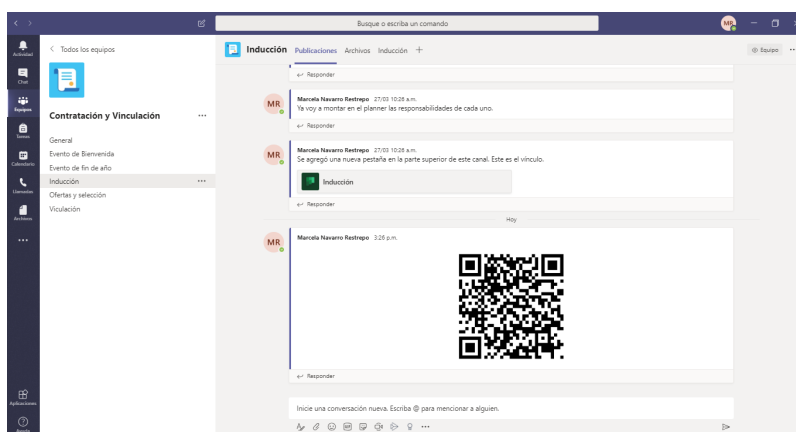 Busque o escriba un comando
MR
Actividad
Chat
Equipos
Tareas
Calendario
Llamadas
Archivos
Aplicaciones
Ayuda
Todos los equipos
Contratación y Vinculación
General
Evento de Bienvenida
Evento de fin de año
Inducción
Ofertas y selección
Viculación
Inducción Publicaciones Archivos Inducción +
Equipo
Responder
MR
Marcela Navarro Restrepo 27/03 10:26 a.m.
Ya voy a montar en el planner las responsabilidades de cada uno.
Responder
MR
Marcela Navarro Restrepo 27/03 10:28 a.m.
Se agregó una nueva pestaña en la parte superior de este canal. Este es el vínculo.
Inducción
Responder
Hoy
MR
Marcela Navarro Restrepo 3:26 p.m.
Responder
Inicie una conversación nueva. Escriba @ para mencionar a alguien.